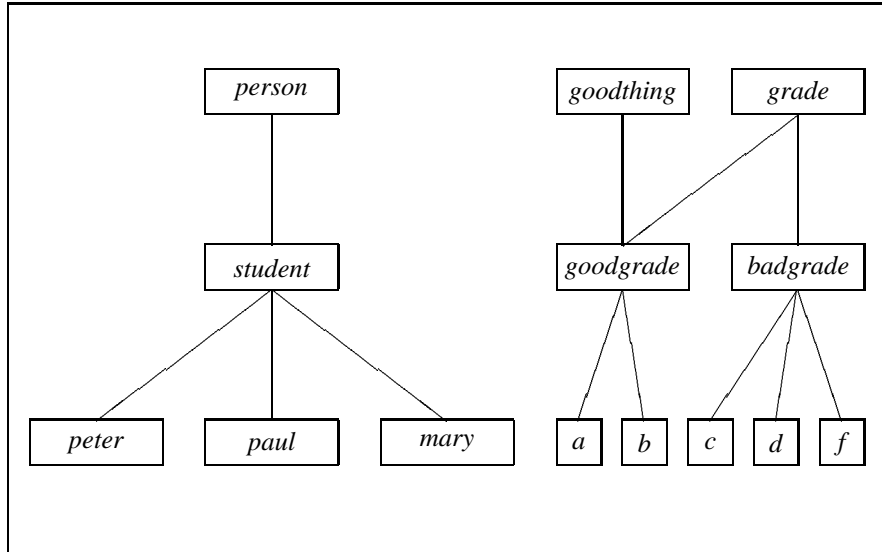 person goodthing grade
student goodgrade badgrade
peter paul mary a b c d f